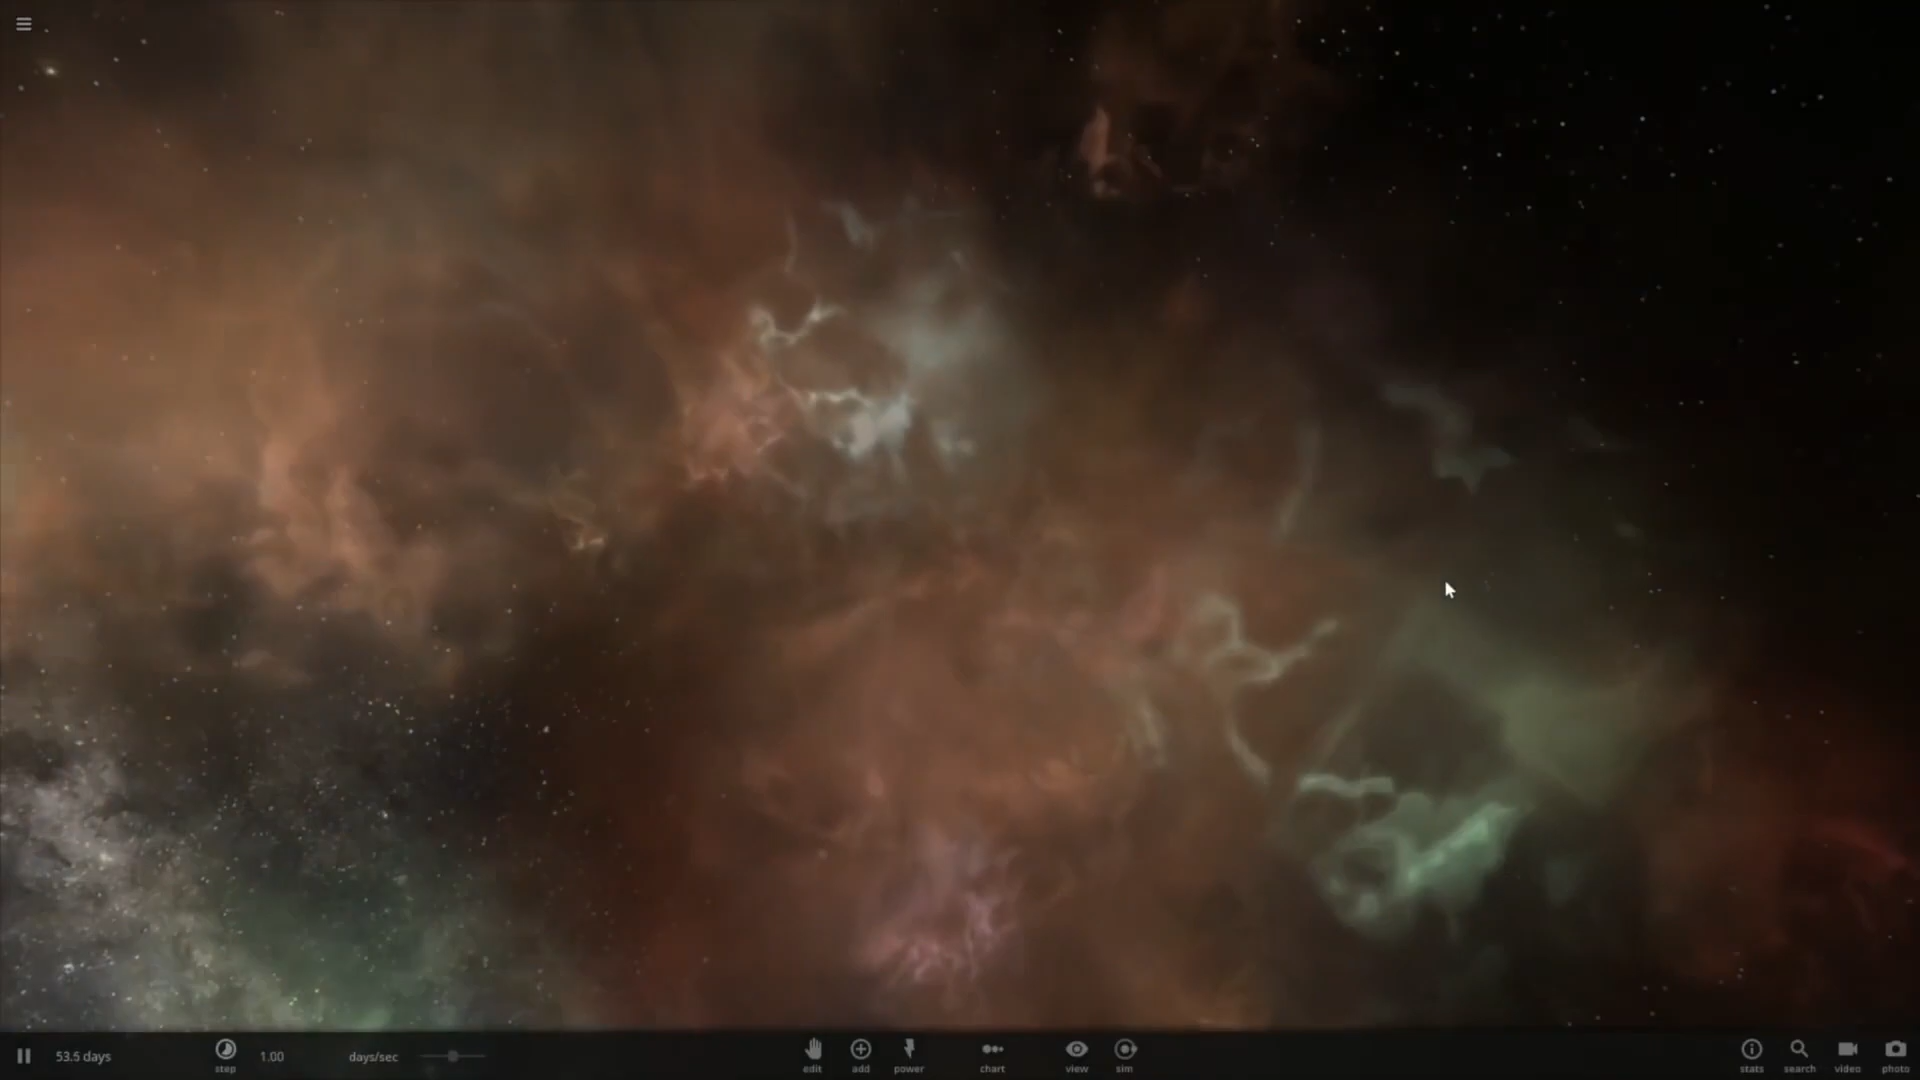 53.5 days
step
1.00
days/sec
edit
add
power
chart
view
sim
stats
search
video
photo